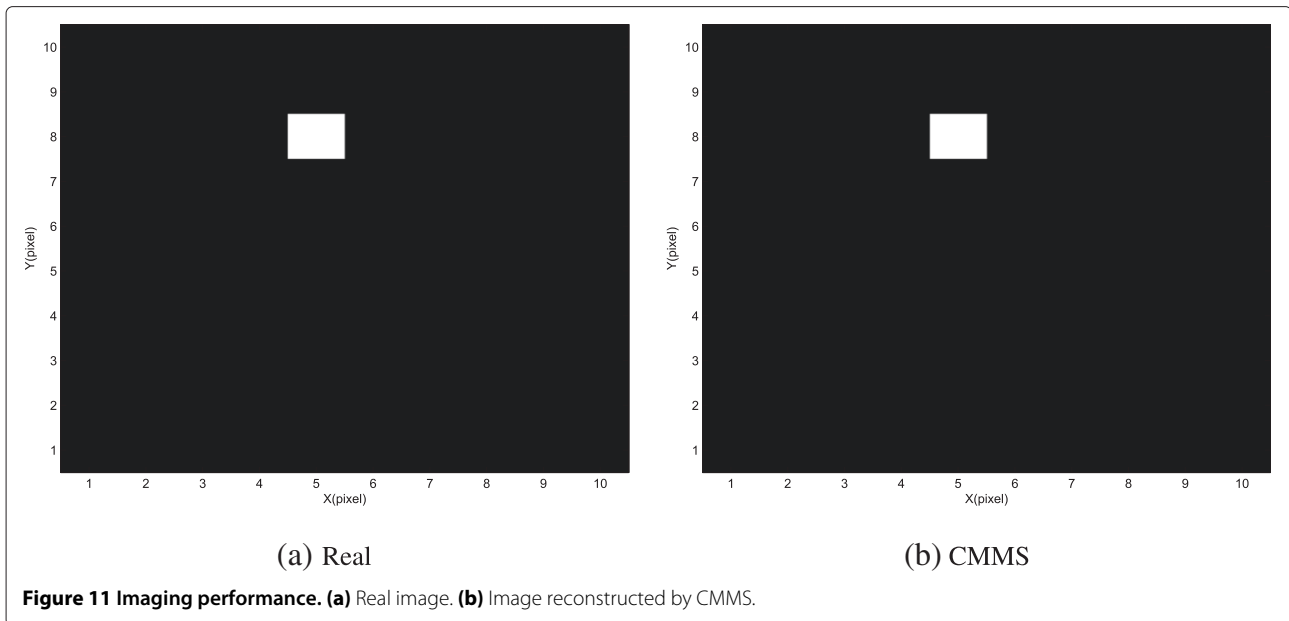 10
9
8
7
6
5
4
3
2
1
Y(pixel)
1 2 3 4 5 6 7 8 9 10
X(pixel)
(a) Real
10
9
8
7
6
5
4
3
2
1
Y(pixel)
1 2 3 4 5 6 7 8 9 10
X(pixel)
(b) CMMS
Figure 11 Imaging performance. (a) Real image. (b) Image reconstructed by CMMS.